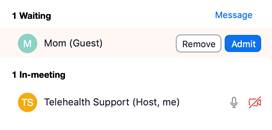 1 Waiting Message
M Mom (Guest) Remove Admit
1 In-meeting
TS Telehealth Support (Host, me)